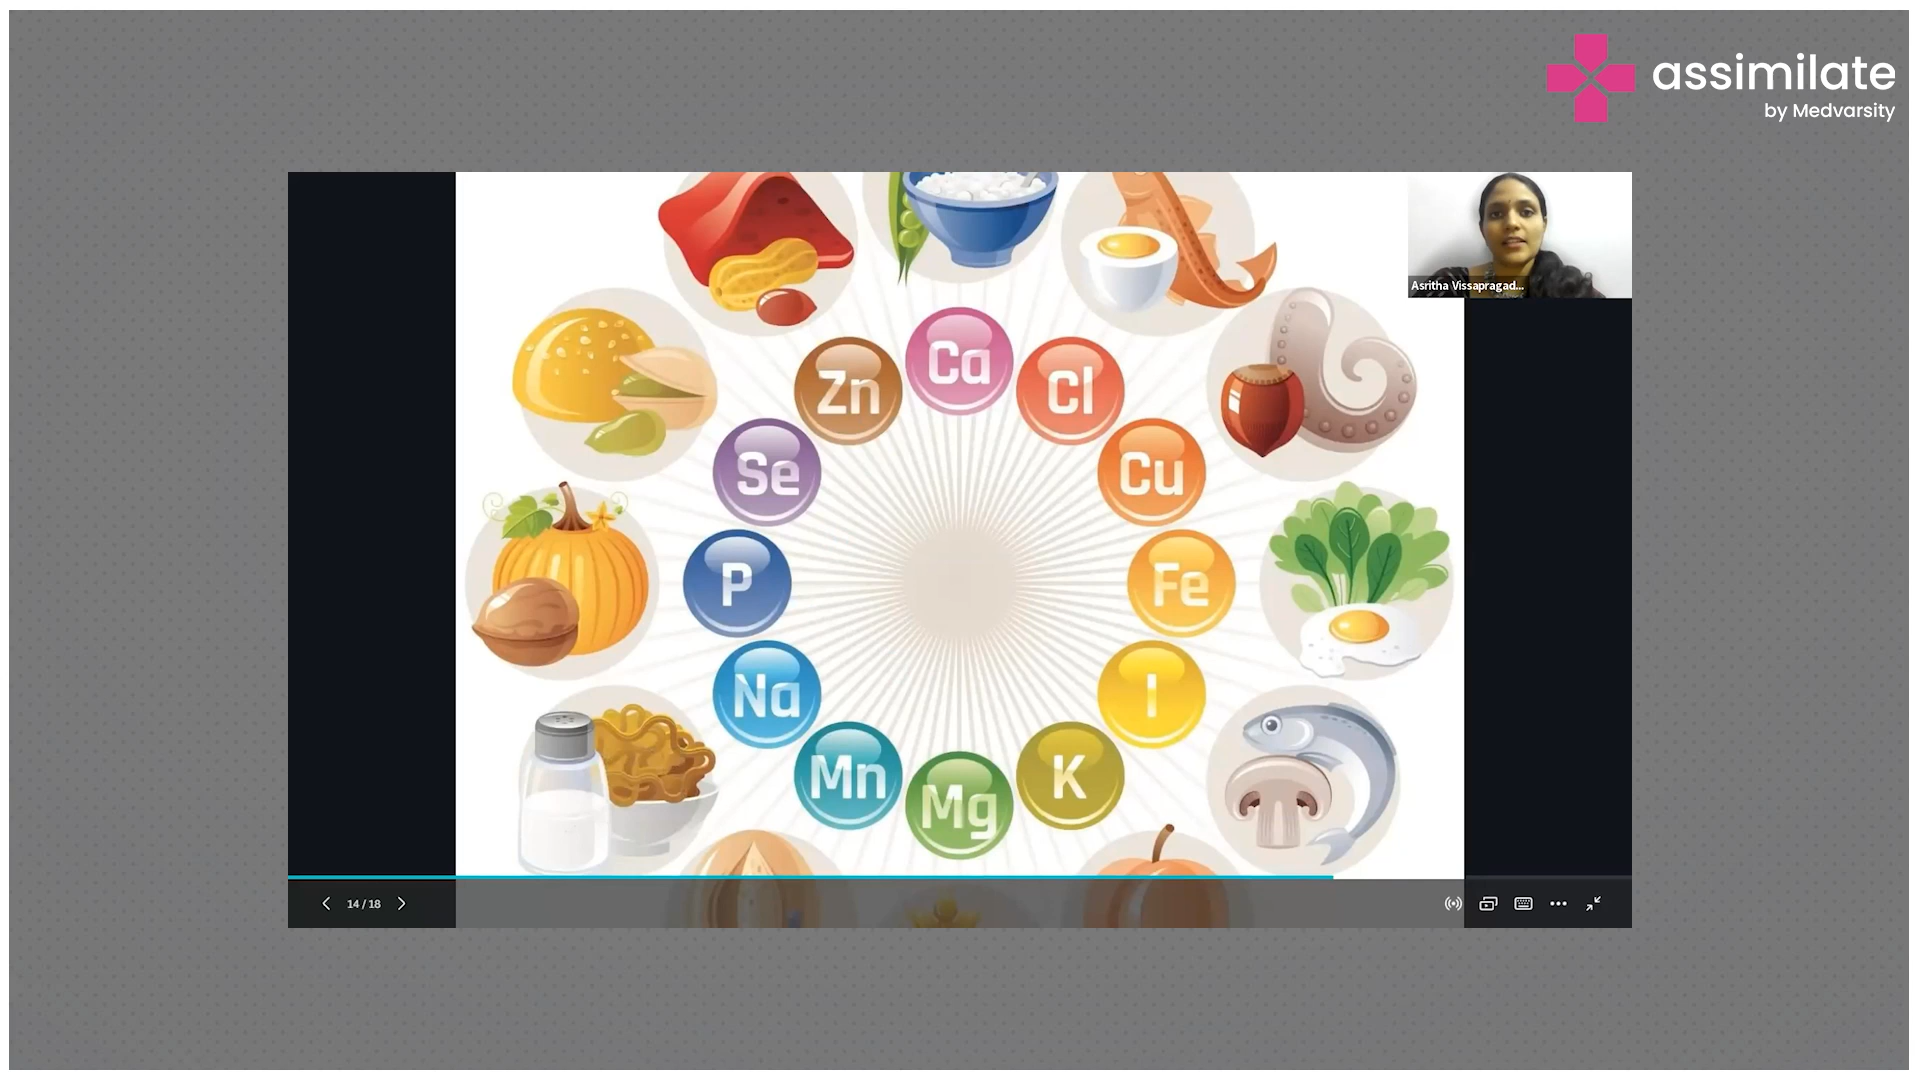 assimilate
by Medvarsity
Asritha Vissapragad...
Ca
Zn
Cl
Se
Cu
P
Fe
Na
I
Mn
K
Mg
14 / 18